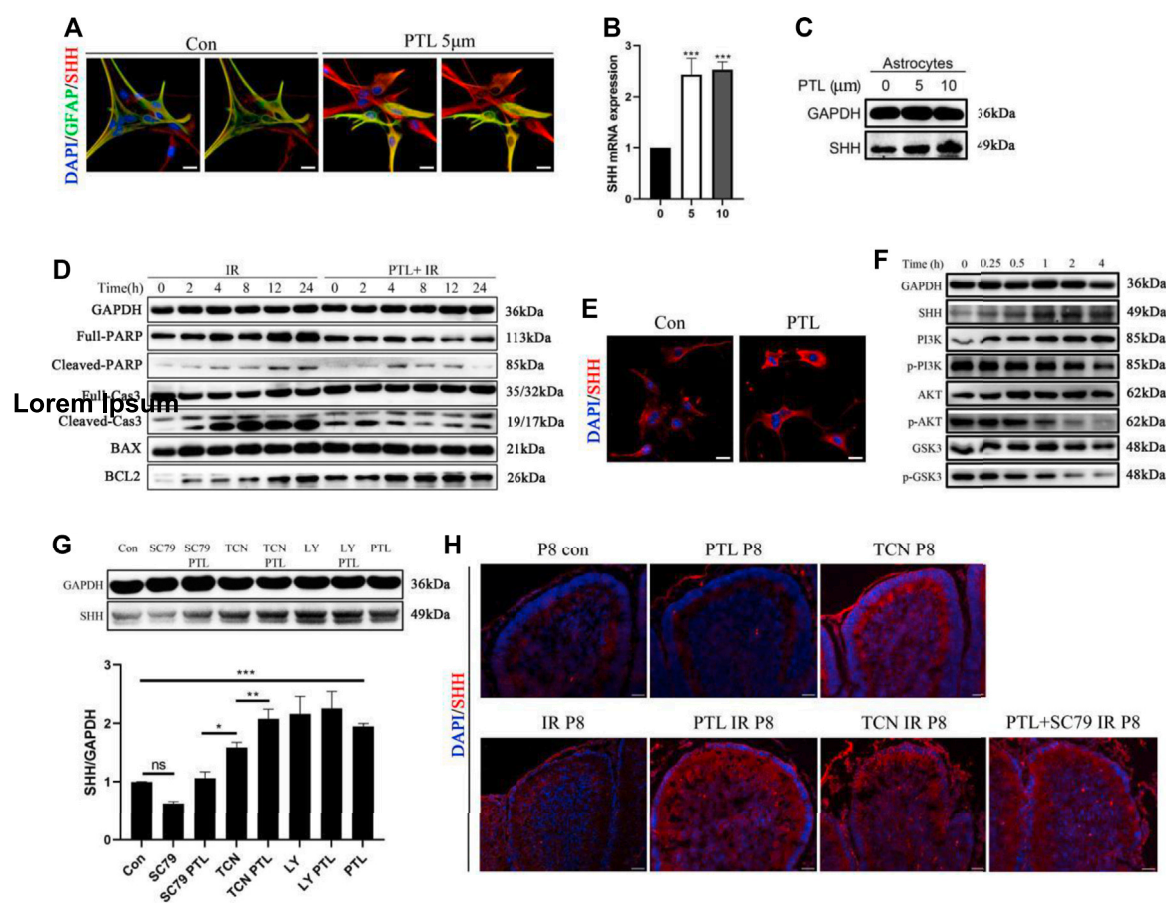 A
Con
PTL 5μm
DAPI/GFAP/SHH
B
3
2
1
0
SHH mRNA expression
***
***
0 5 10
C
Astrocytes
PTL (μm) 0 5 10
GAPDH 36kDa
SHH 49kDa
D
IR
PTL+ IR
Time(h) 0 2 4 8 12 24 0 2 4 8 12 24
GAPDH 36kDa
Full-PARP 113kDa
Cleaved-PARP 85kDa
Full-Cas3 35/32kDa
Lorem Ipsum
Cleaved-Cas3 19/17kDa
BAX 21kDa
BCL2 26kDa
E
Con
PTL
DAPI/SHH
F
Time (h) 0 0.25 0.5 1 2 4
GAPDH 36kDa
SHH 49kDa
PI3K 85kDa
p-PI3K 85kDa
AKT 62kDa
p-AKT 62kDa
GSK3 48kDa
p-GSK3 48kDa
G
Con SC79 SC79 TCN TCN LY LY PTL
PTL PTL PTL
GAPDH 36kDa
SHH 49kDa
SHH/GAPDH
3
2
1
0
ns
*
**
***
Con
SC79
SC79 PTL
TCN
TCN PTL
LY
LY PTL
PTL
H
DAPI/SHH
P8 con
PTL P8
TCN P8
IR P8
PTL IR P8
TCN IR P8
PTL+SC79 IR P8